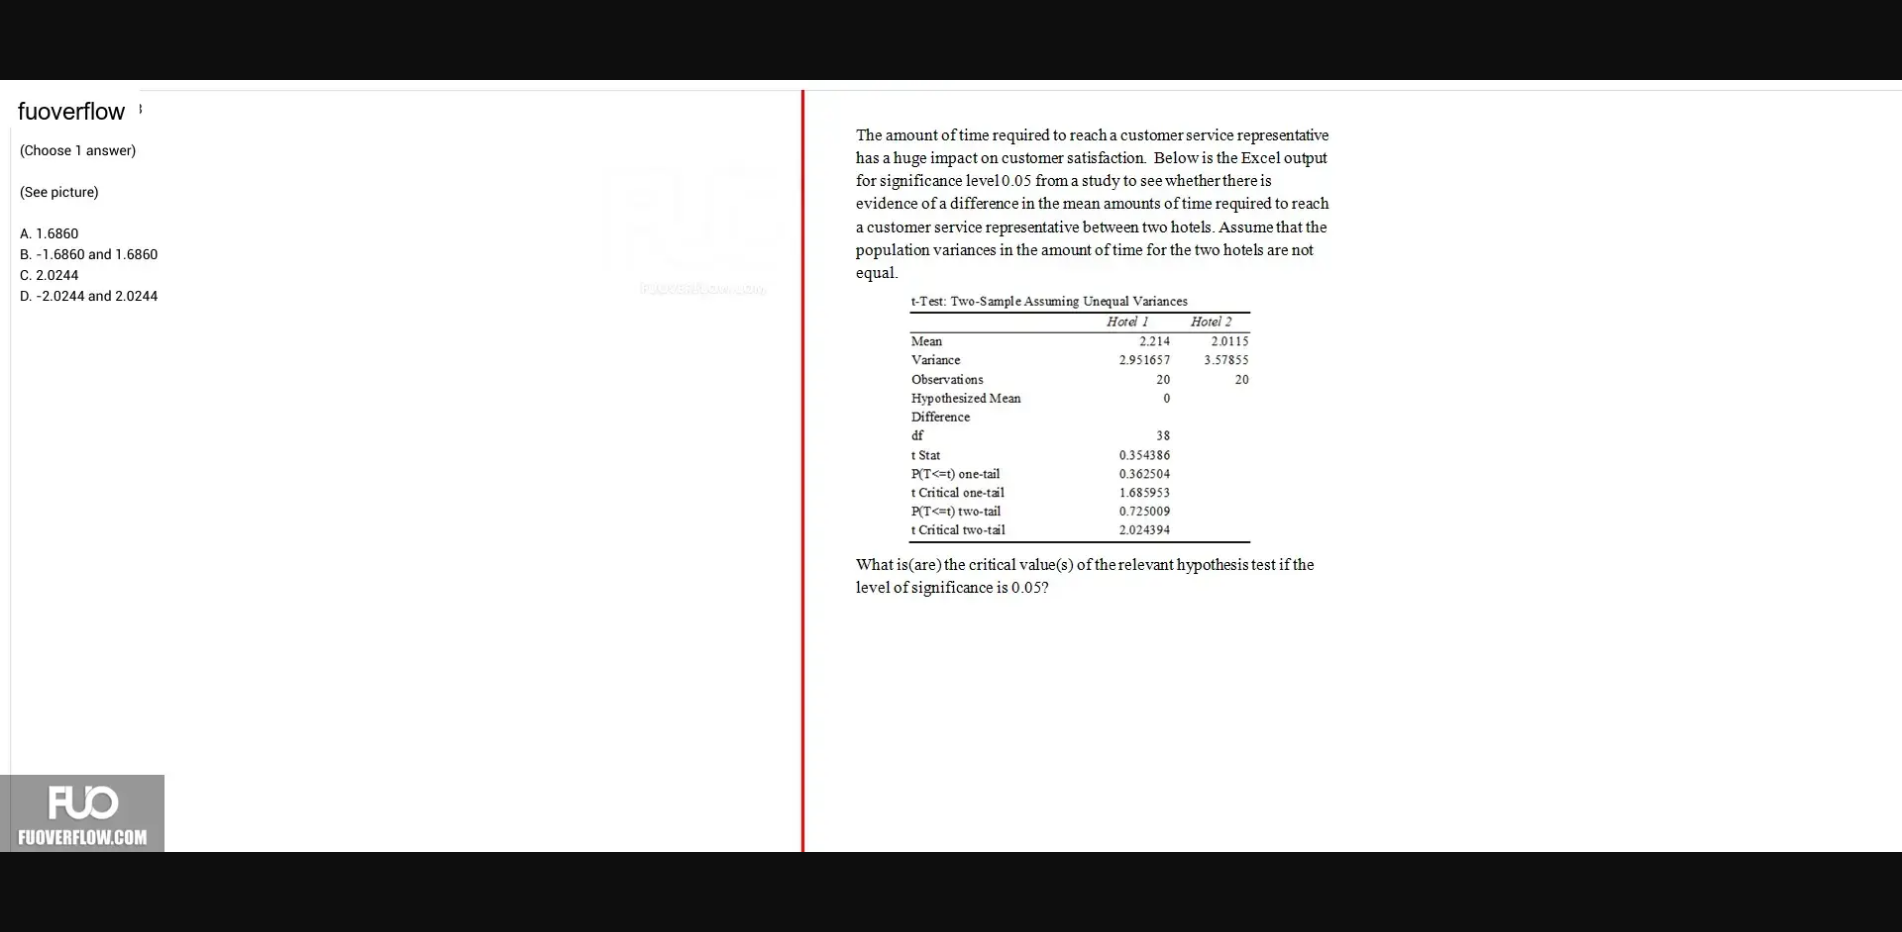 fuoverflow
(Choose 1 answer)
(See picture)
A. 1.6860
B. -1.6860 and 1.6860
C. 2.0244
D. -2.0244 and 2.0244
FUOVERFLOW.COM
FUO
FUOVERFLOW.COM
The amount of time required to reach a customer service representative
has a huge impact on customer satisfaction. Below is the Excel output
for significance level 0.05 from a study to see whether there is
evidence of a difference in the mean amounts of time required to reach
a customer service representative between two hotels. Assume that the
population variances in the amount of time for the two hotels are not
equal.
t-Test: Two-Sample Assuming Unequal Variances
Hotel 1 Hotel 2
Mean 2.214 2.0115
Variance 2.951657 3.57855
Observations 20 20
Hypothesized Mean 0
Difference
df 38
t Stat 0.354386
P(T<=t) one-tail 0.362504
t Critical one-tail 1.685953
P(T<=t) two-tail 0.725009
t Critical two-tail 2.024394
What is(are) the critical value(s) of the relevant hypothesis test if the
level of significance is 0.05?